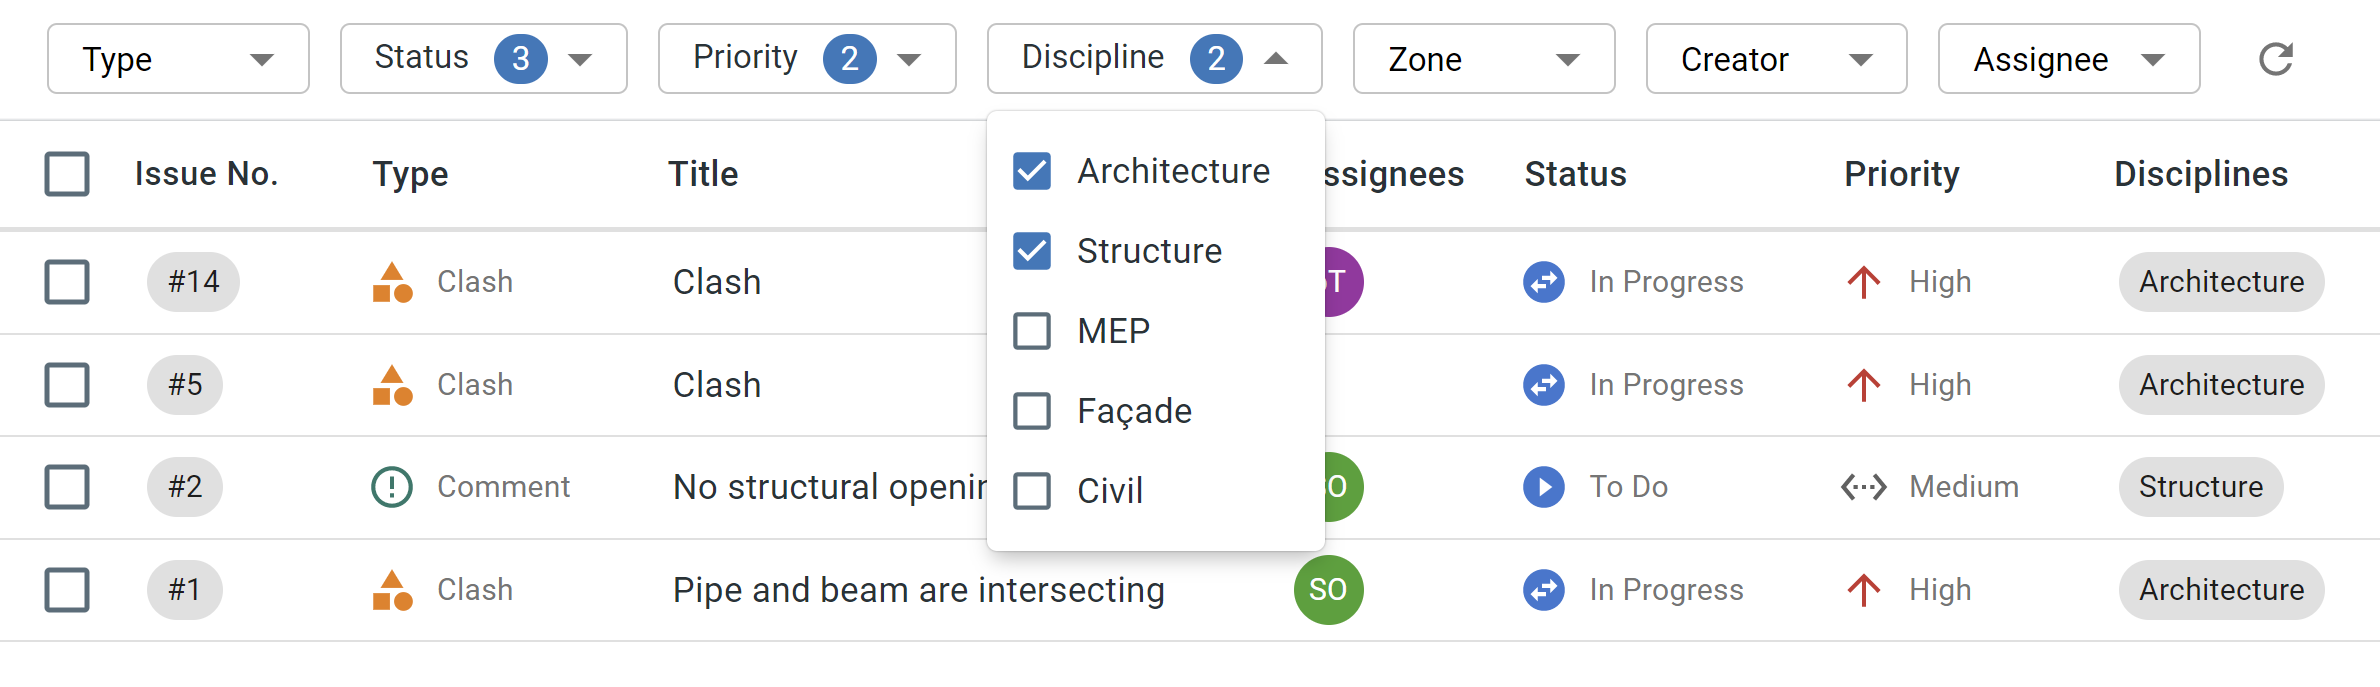 Type Status 3 Priority 2 Discipline 2 Zone Creator Assignee
Issue No. Type Title ssignees Status Priority Disciplines
Architecture
Structure
MEP
Façade
Civil
#14 Clash Clash T In Progress High Architecture
#5 Clash Clash In Progress High Architecture
#2 Comment No structural openin O To Do Medium Structure
#1 Clash Pipe and beam are intersecting SO In Progress High Architecture